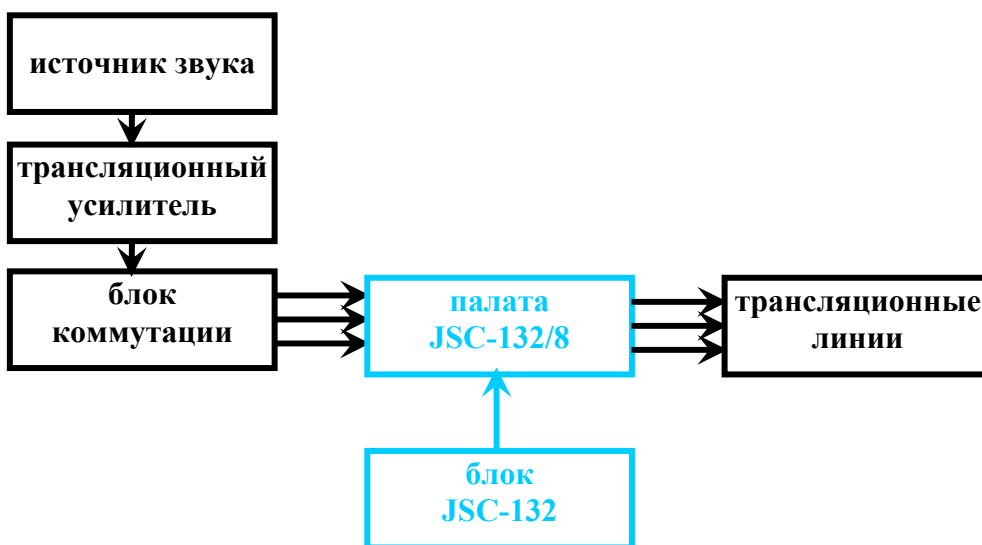 источник звука
трансляционный
усилитель
блок
коммутации
палата
JSC-132/8
трансляционные
линии
блок
JSC-132